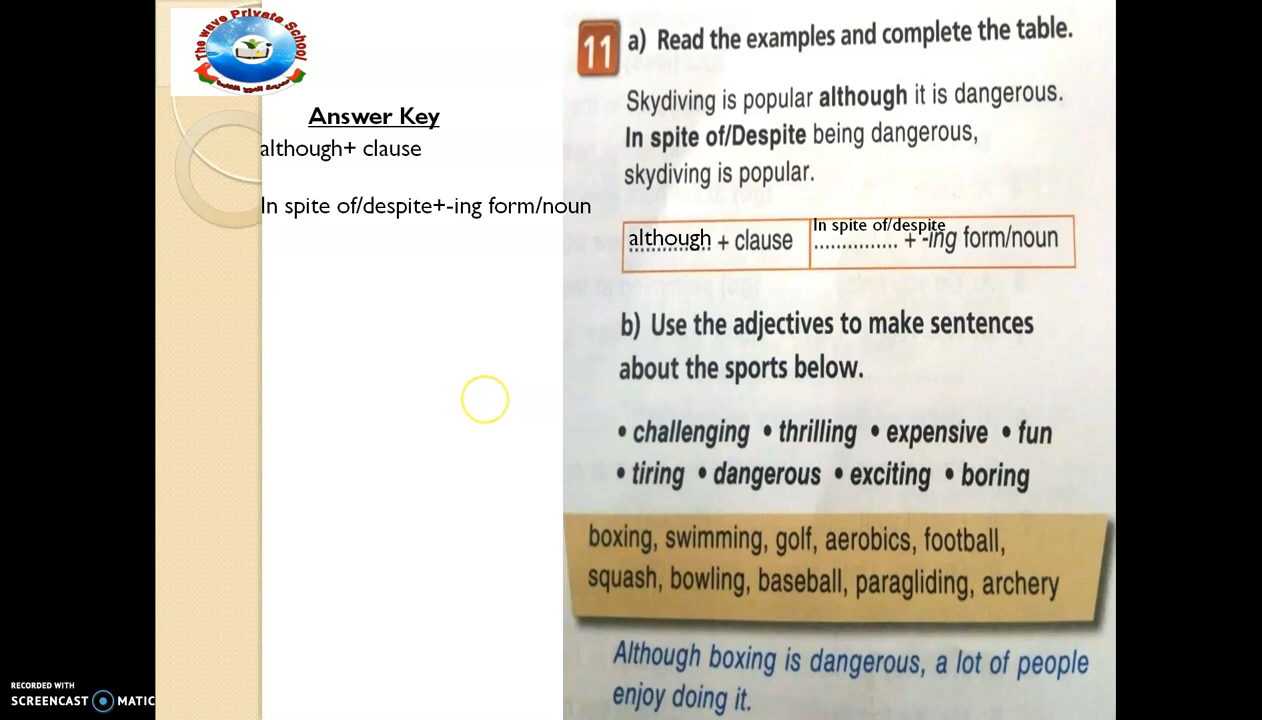 The Wave Private School
Answer Key
although+ clause
In spite of/despite+-ing form/noun
11 a) Read the examples and complete the table.
Skydiving is popular although it is dangerous.
In spite of/Despite being dangerous,
skydiving is popular.
although + clause
In spite of/despite
............... + -ing form/noun
b) Use the adjectives to make sentences
about the sports below.
• challenging • thrilling • expensive • fun
• tiring • dangerous • exciting • boring
boxing, swimming, golf, aerobics, football,
squash, bowling, baseball, paragliding, archery
Although boxing is dangerous, a lot of people
enjoy doing it.
RECORDED WITH
SCREENCAST MATIC